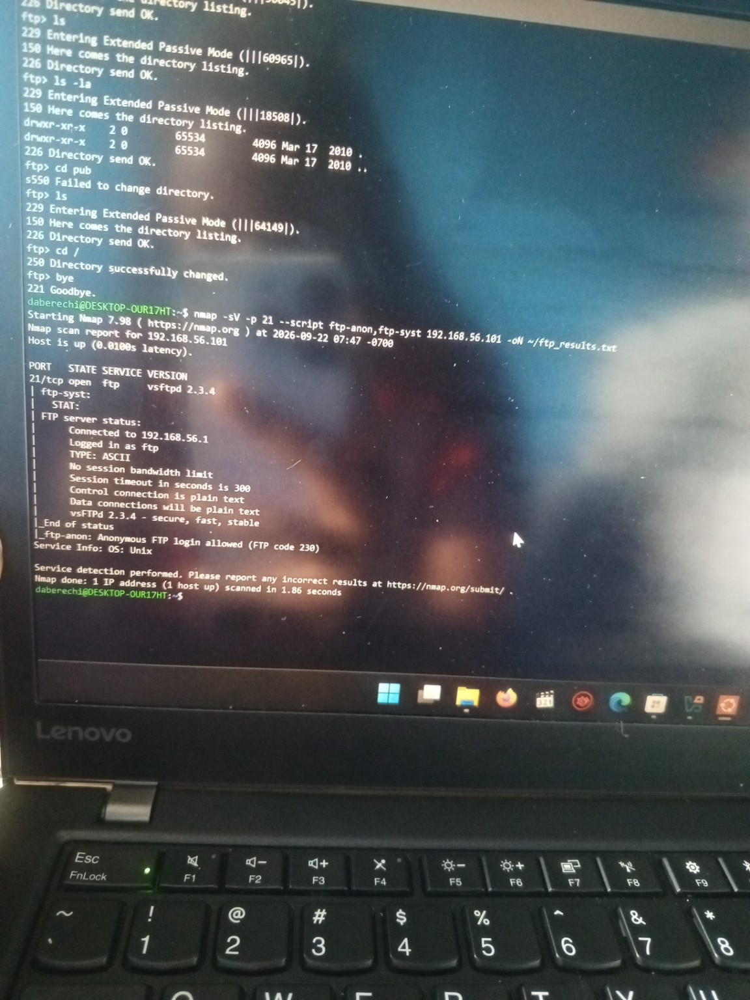 directory listing.
226 Directory send OK.
ftp> ls
229 Entering Extended Passive Mode (|||60965|).
150 Here comes the directory listing.
226 Directory send OK.
ftp> ls -la
229 Entering Extended Passive Mode (|||18508|).
150 Here comes the directory listing.
drwxr-xr-x 2 0 65534 4096 Mar 17 2010 .
drwxr-xr-x 2 0 65534 4096 Mar 17 2010 ..
226 Directory send OK.
ftp> cd pub
s550 Failed to change directory.
ftp> ls
229 Entering Extended Passive Mode (|||64149|).
150 Here comes the directory listing.
226 Directory send OK.
ftp> cd /
250 Directory successfully changed.
ftp> bye
221 Goodbye.
daberechi@DESKTOP-OUR17HT:~$ nmap -sV -p 21 --script ftp-anon,ftp-syst 192.168.56.101 -oN ~/ftp_results.txt
Starting Nmap 7.98 ( https://nmap.org ) at 2026-09-22 07:47 -0700
Nmap scan report for 192.168.56.101
Host is up (0.0100s latency).
PORT STATE SERVICE VERSION
21/tcp open ftp vsftpd 2.3.4
| ftp-syst:
| STAT:
| FTP server status:
| Connected to 192.168.56.1
| Logged in as ftp
| TYPE: ASCII
| No session bandwidth limit
| Session timeout in seconds is 300
| Control connection is plain text
| Data connections will be plain text
| vsFTPd 2.3.4 - secure, fast, stable
|_End of status
|_ftp-anon: Anonymous FTP login allowed (FTP code 230)
Service Info: OS: Unix
Service detection performed. Please report any incorrect results at https://nmap.org/submit/ .
Nmap done: 1 IP address (1 host up) scanned in 1.86 seconds
daberechi@DESKTOP-OUR17HT:~$
321
Lenovo
Esc
FnLock F1 F2 F3 F4 F5 F6 F7 F8 F9
~ ! @ # $ % ^ & *
` 1 2 3 4 5 6 7 8